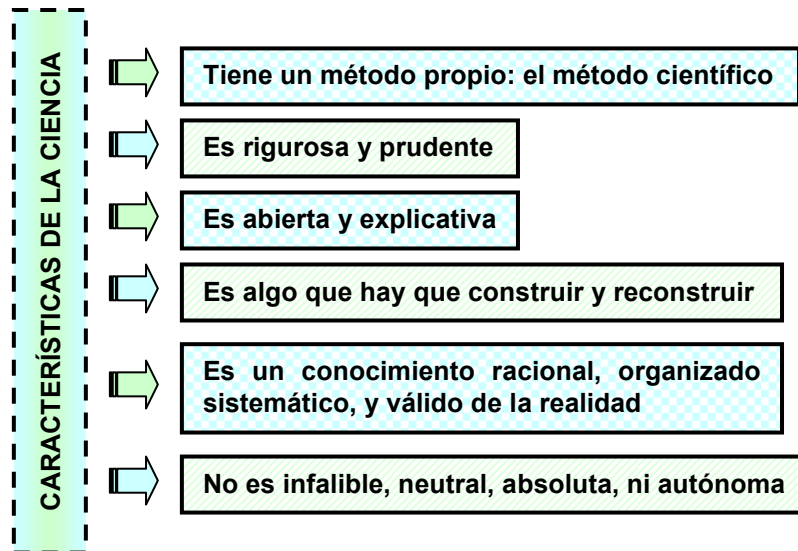 CARACTERÍSTICAS DE LA CIENCIA
Tiene un método propio: el método científico
Es rigurosa y prudente
Es abierta y explicativa
Es algo que hay que construir y reconstruir
Es un conocimiento racional, organizado
sistemático, y válido de la realidad
No es infalible, neutral, absoluta, ni autónoma